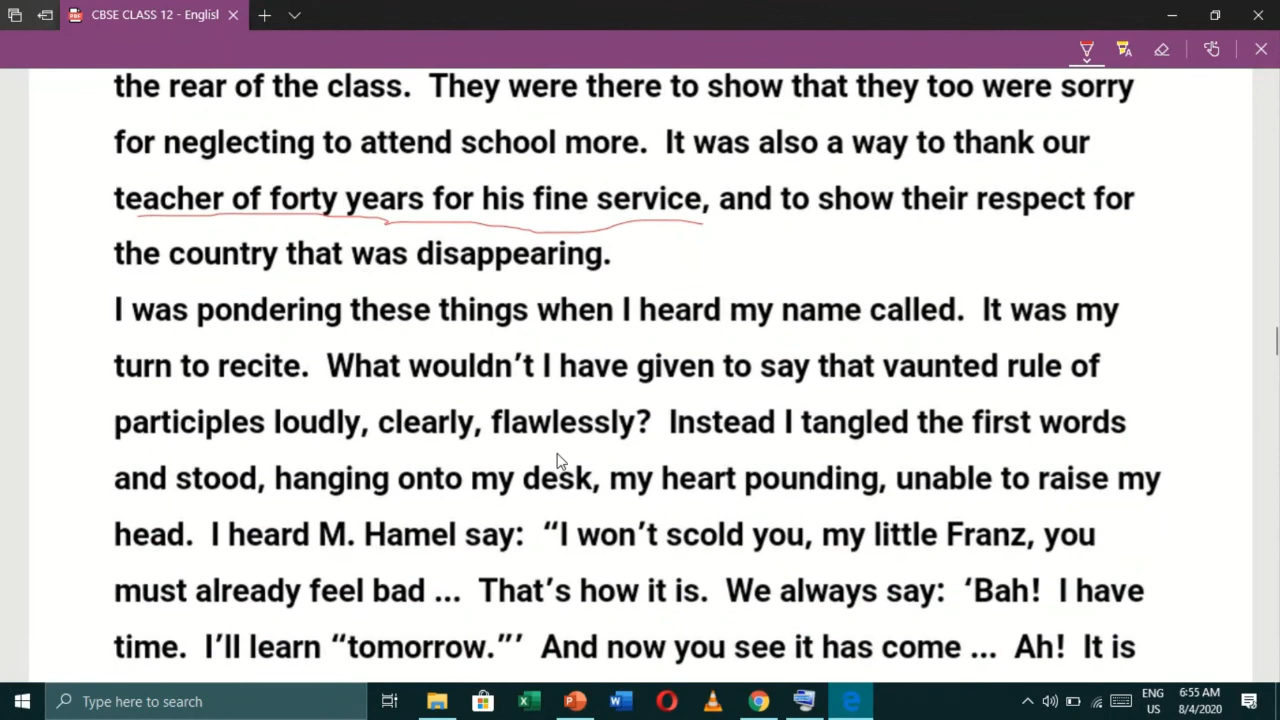 CBSE CLASS 12 - Englisl
the rear of the class. They were there to show that they too were sorry
for neglecting to attend school more. It was also a way to thank our
teacher of forty years for his fine service, and to show their respect for
the country that was disappearing.
I was pondering these things when I heard my name called. It was my
turn to recite. What wouldn’t I have given to say that vaunted rule of
participles loudly, clearly, flawlessly? Instead I tangled the first words
and stood, hanging onto my desk, my heart pounding, unable to raise my
head. I heard M. Hamel say: “I won’t scold you, my little Franz, you
must already feel bad ... That’s how it is. We always say: ‘Bah! I have
time. I’ll learn “tomorrow.”’ And now you see it has come ... Ah! It is
Type here to search
ENG 6:55 AM
US 8/4/2020